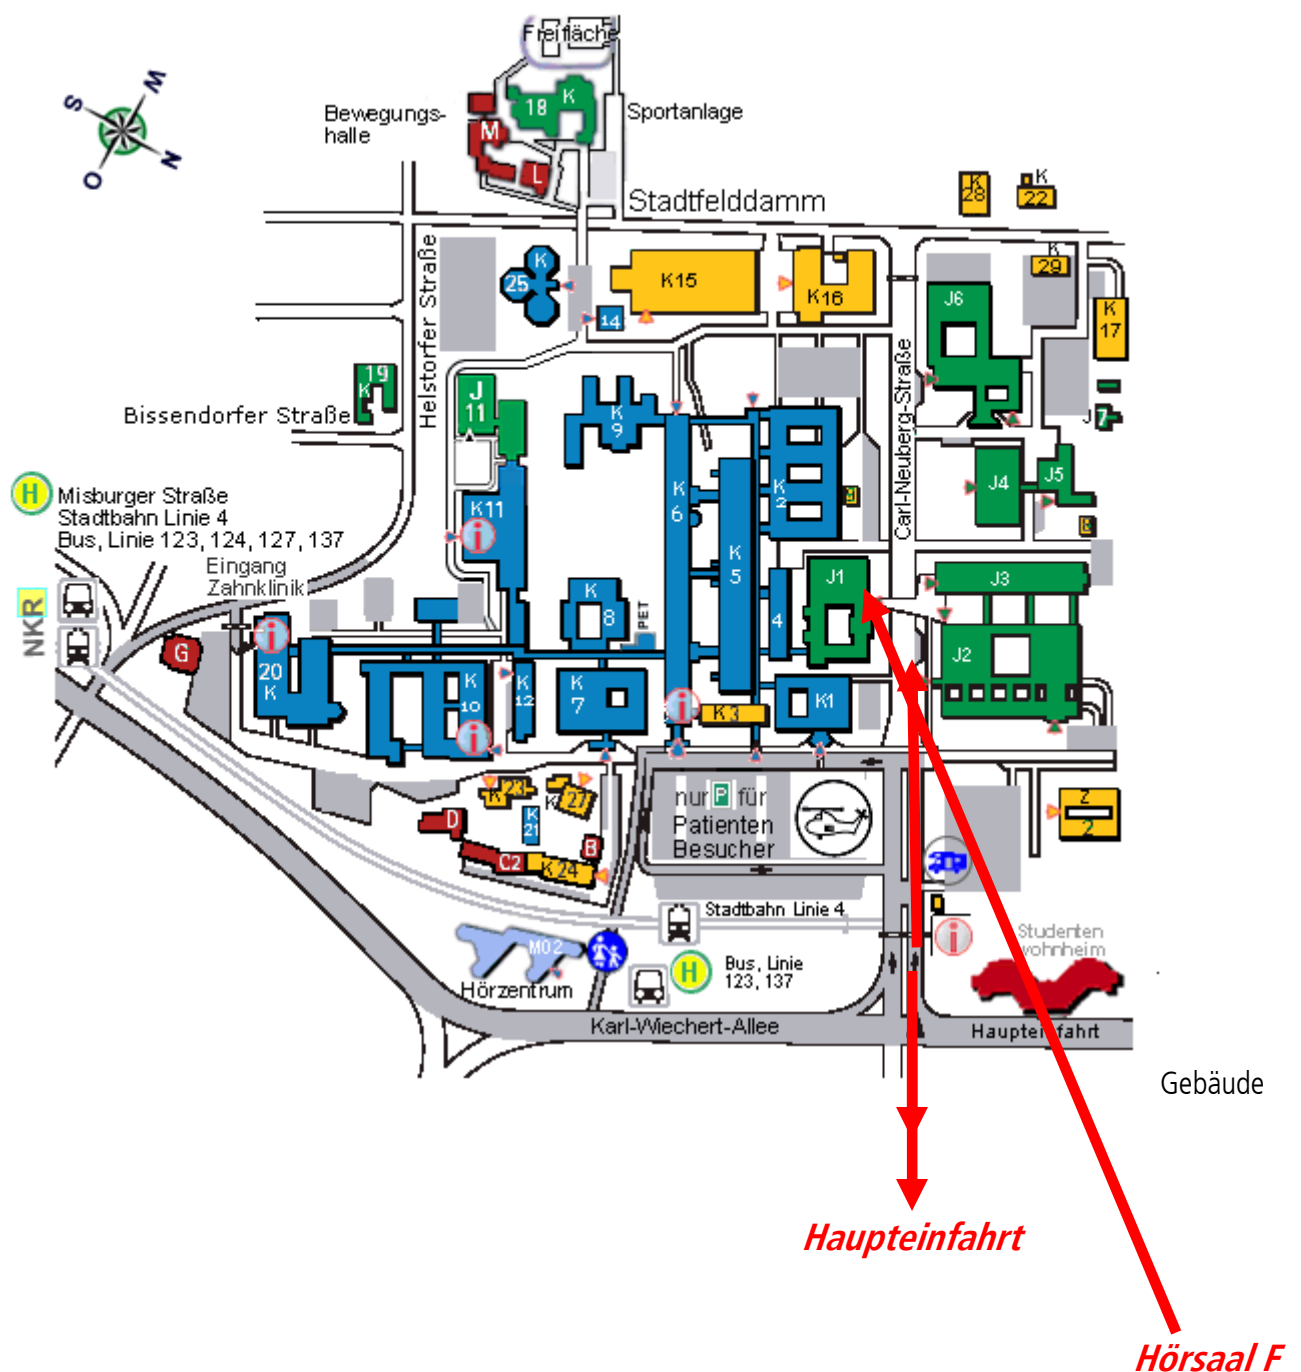 Freifläche
W
S
N
O
Bewegungs-
halle
18 K
M
L
Sportanlage
Stadtfelddamm
K
28
K
22
Helstorfer Straße
K
25
K15
K16
14
J6
K
29
K
17
Carl-Neuberg-Straße
K
19
J
11
Bissendorfer Straße
K
9
J
7
H
Misburger Straße
Stadtbahn Linie 4
Bus, Linie 123, 124, 127, 137
K11
i
K
6
K
5
K
2
J4
J5
Eingang
Zahnklinik
NKR
K
8
PET
4
J1
J3
J2
G
i
20
K
K
10
i
K
12
K
7
i
K3
K1
nur P für
Patienten
Besucher
K
23
K
27
K
21
D
C2
B
K24
Z
2
Stadtbahn Linie 4
M02
Hörzentrum
H
Bus, Linie
123, 137
i
Studenten
wohnheim
Karl-Wiechert-Allee
Haupteinfahrt
Gebäude
Haupteinfahrt
Hörsaal F